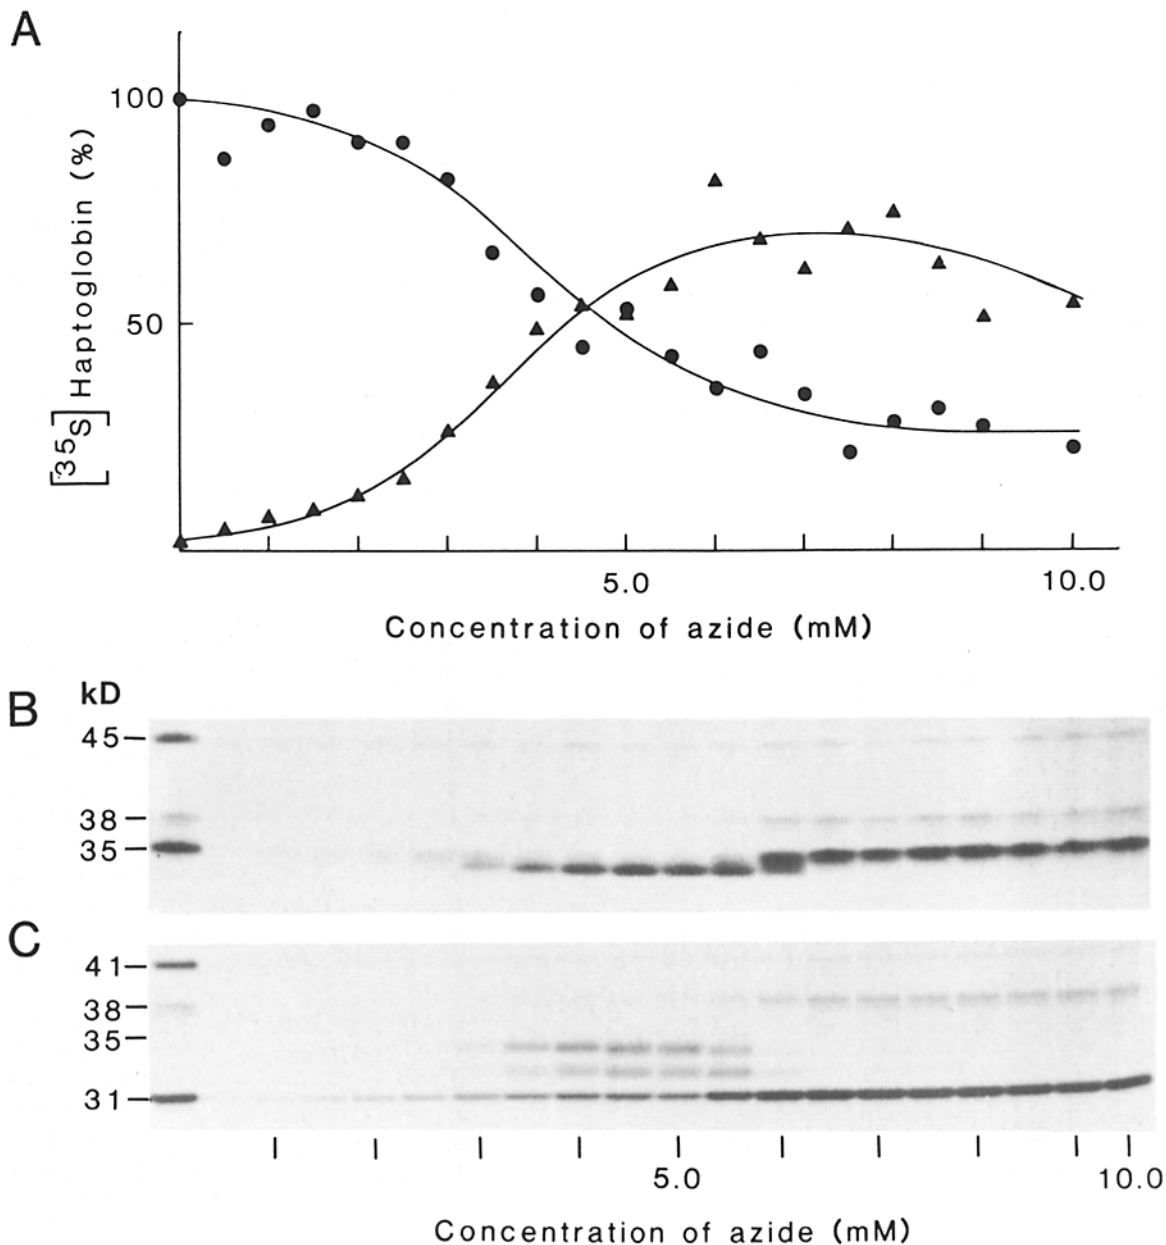 A
100
50
[35S] Haptoglobin (%)
5.0 10.0
Concentration of azide (mM)
B kD
45
38
35
C
41
38
35
31
5.0 10.0
Concentration of azide (mM)